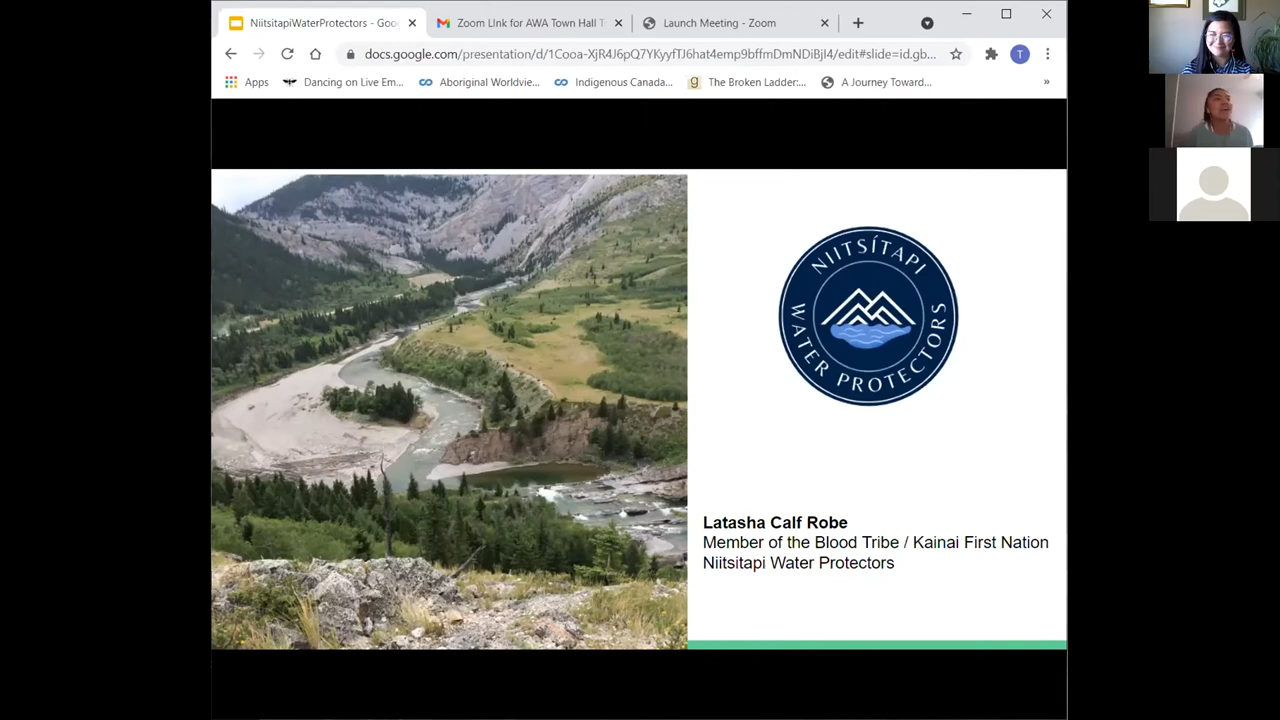 NiitsitapiWaterProtectors - Goo
Zoom LInk for AWA Town Hall T
Launch Meeting - Zoom
docs.google.com/presentation/d/1Cooa-XjR4J6pQ7YKyyfTJ6hat4emp9bffmDmNDiBjI4/edit#slide=id.gb...
T
Apps
Dancing on Live Em...
Aboriginal Worldvie...
Indigenous Canada...
The Broken Ladder:...
A Journey Toward...
»
NIITSÍTAPI
WATER PROTECTORS
Latasha Calf Robe
Member of the Blood Tribe / Kainai First Nation
Niitsitapi Water Protectors